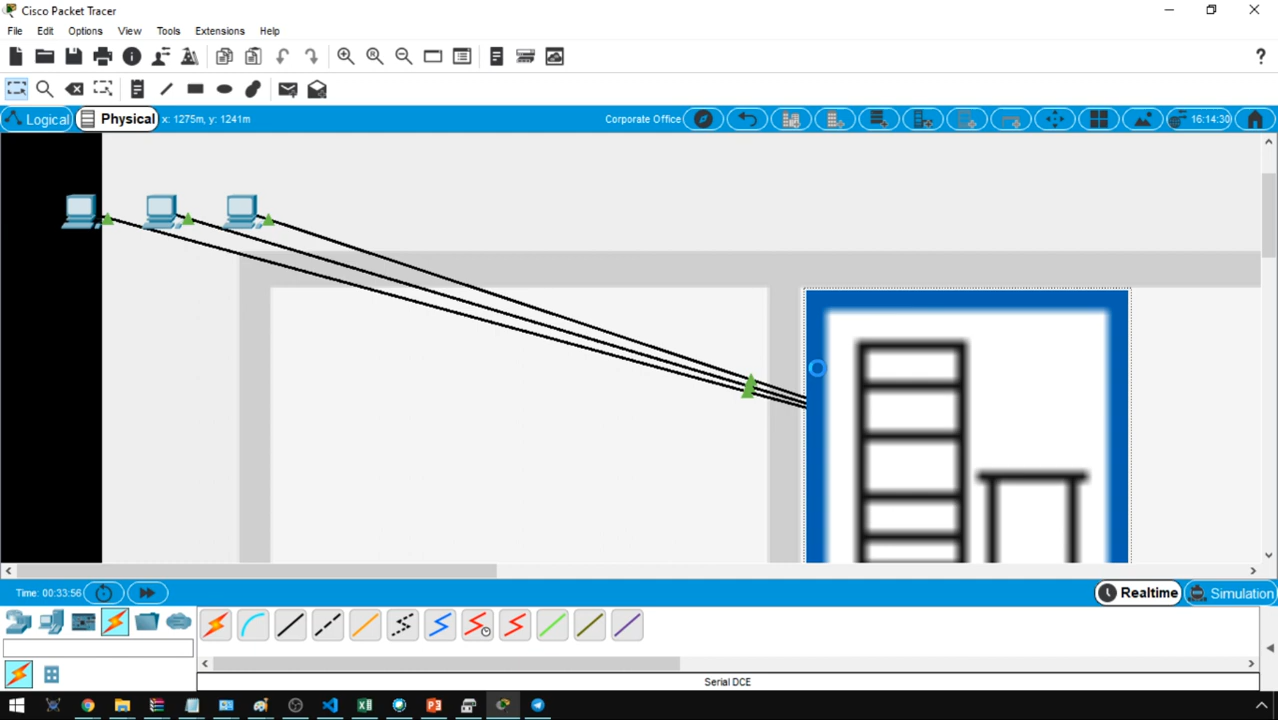 Cisco Packet Tracer
File Edit Options View Tools Extensions Help
?
Logical Physical x: 1275m, y: 1241m Corporate Office 16:14:30
Time: 00:33:56 Realtime Simulation
Serial DCE